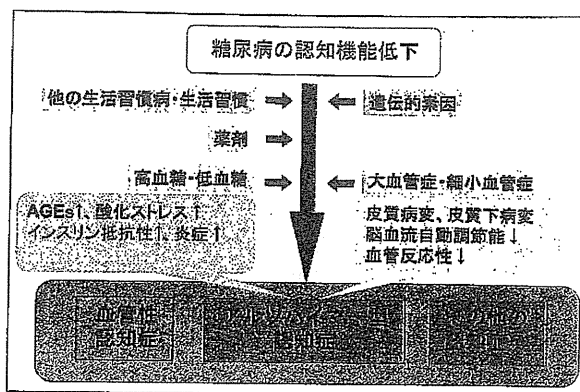 糖尿病の認知機能低下
他の生活習慣病・生活習慣
遺伝的素因
薬剤
高血糖・低血糖
大血管症・細小血管症
AGEs↑、酸化ストレス↑
インスリン抵抗性↑、炎症↑
皮質病変、皮質下病変
脳血流自動調節能↓
血管反応性↓
血管性
認知症
認知症